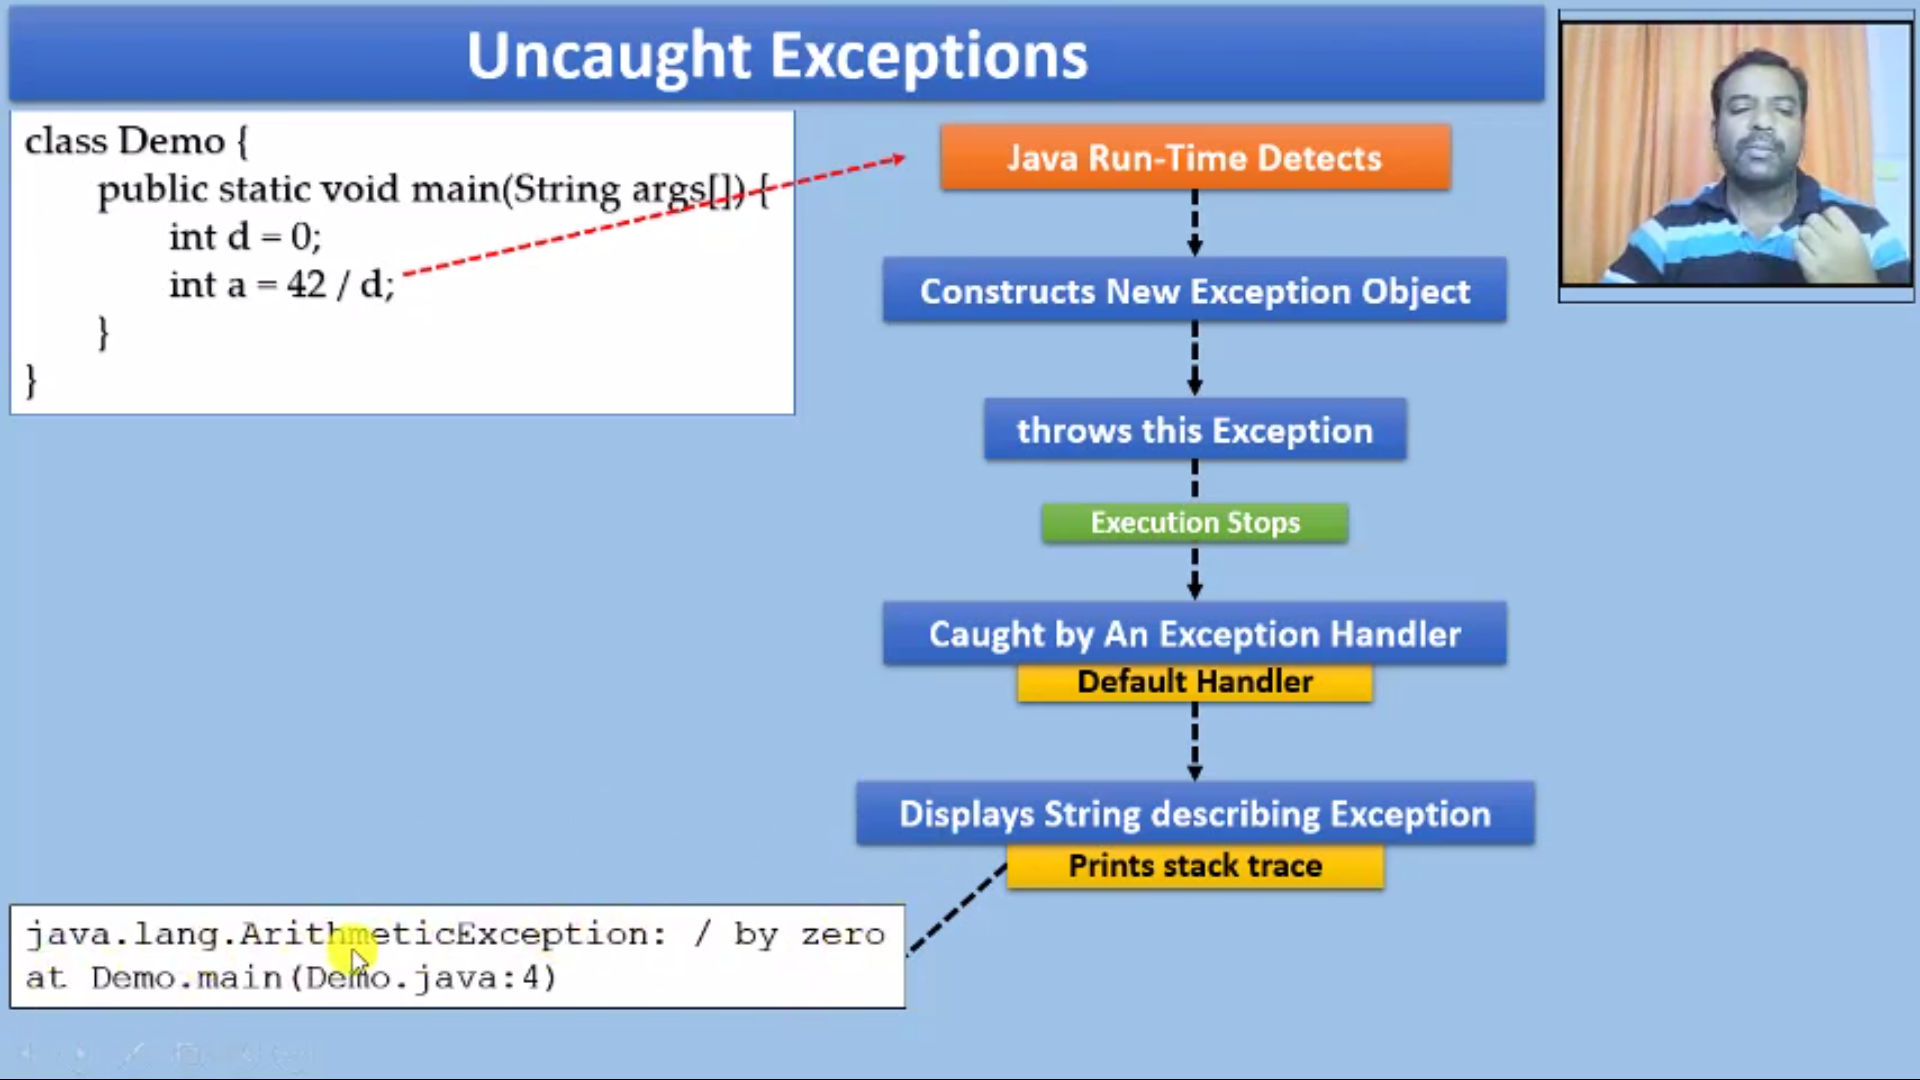 Uncaught Exceptions
class Demo {
public static void main(String args[]) {
int d = 0;
int a = 42 / d;
}
}
Java Run-Time Detects
Constructs New Exception Object
throws this Exception
Execution Stops
Caught by An Exception Handler
Default Handler
Displays String describing Exception
Prints stack trace
java.lang.ArithmeticException: / by zero
at Demo.main(Demo.java:4)